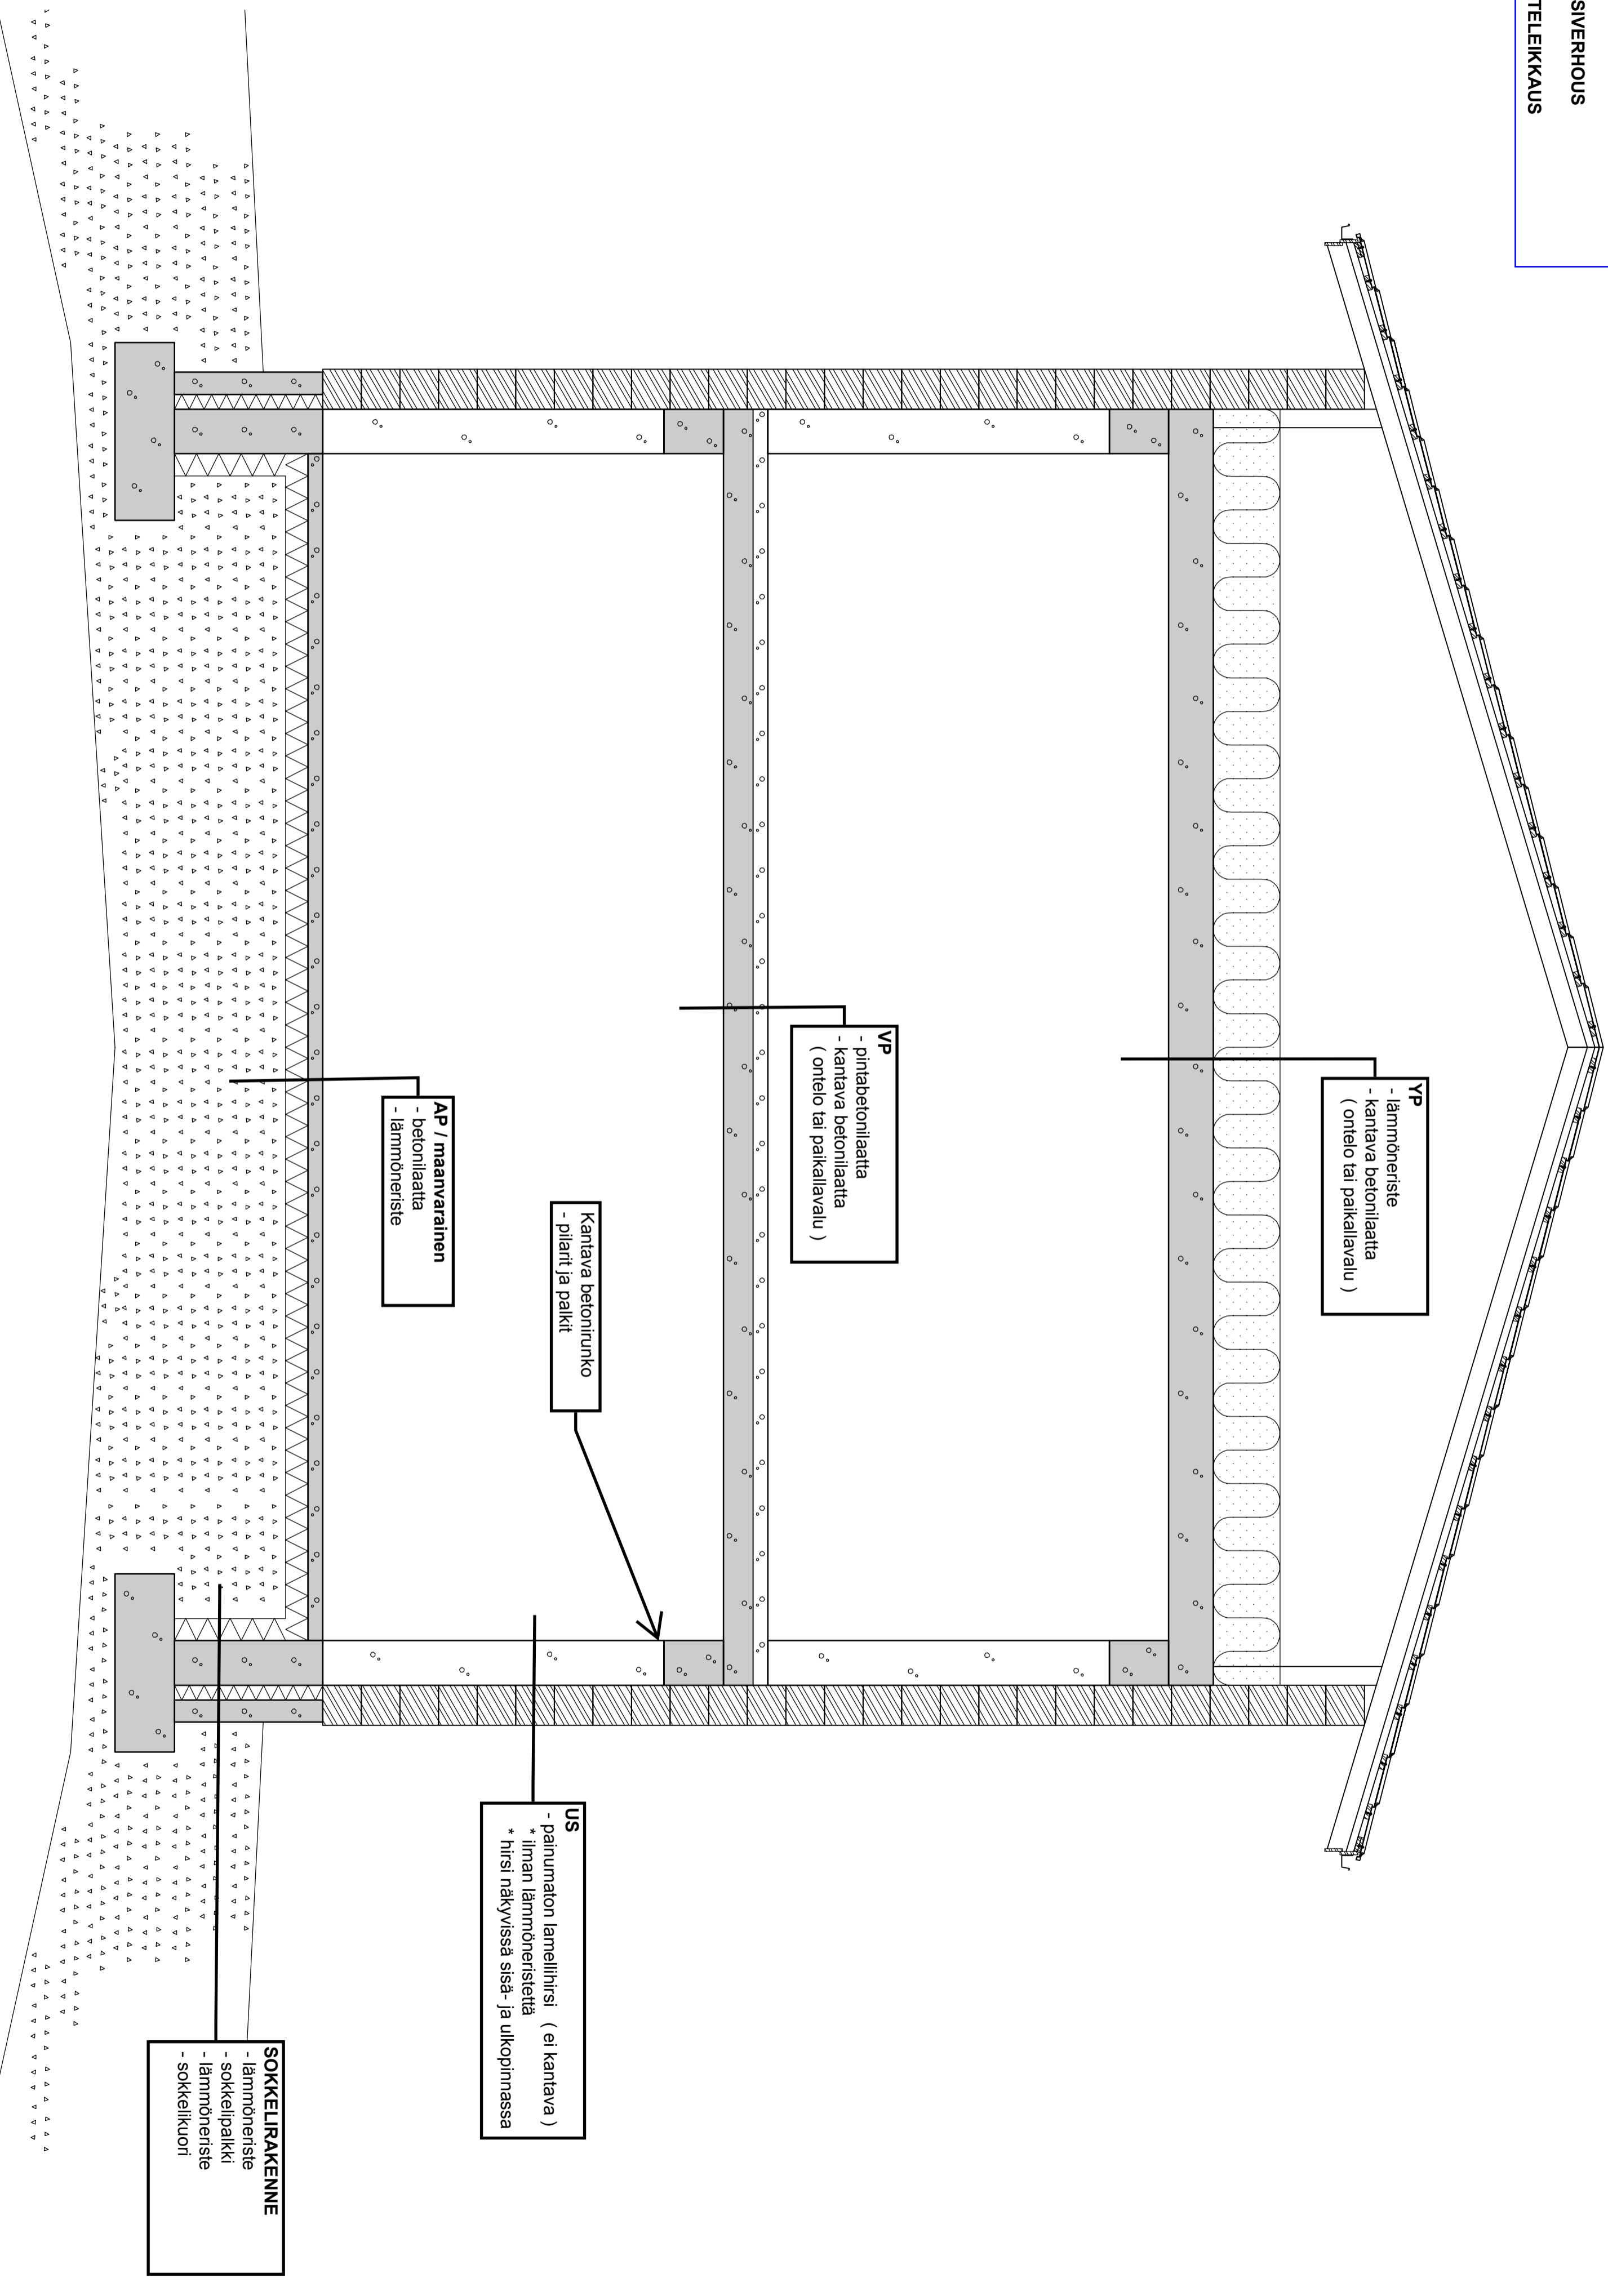 SIVERHOUS
TELEIKKAUS
YP
- lämmöneriste
- kantava betonilaatta
( ontelo tai paikallavalu )
VP
- pintabetonilaatta
- kantava betonilaatta
( ontelo tai paikallavalu )
Kantava betonirunko
- pilarit ja palkit
AP / maanvarainen
- betonilaatta
- lämmöneriste
US
- painumaton lamellihirsi ( ei kantava )
* ilman lämmöneristettä
* hirsi näkyvissä sisä- ja ulkopinnassa
SOKKELIRAKENNE
- lämmöneriste
- sokkelipalkki
- lämmöneriste
- sokkelikuori